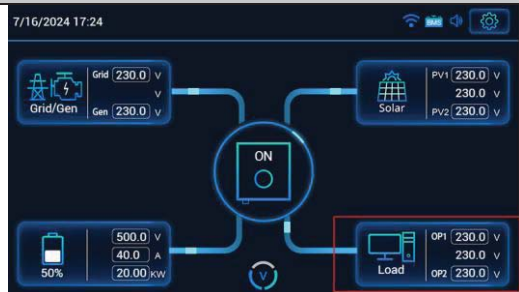 7/16/2024 17:24
BMS
Grid 230.0 V
V
Gen 230.0 V
Grid/Gen
PV1 230.0 V
230.0 V
PV2 230.0 V
Solar
ON
500.0 V
40.0 A
20.00 KW
50%
V
OP1 230.0 V
230.0 V
OP2 230.0 V
Load